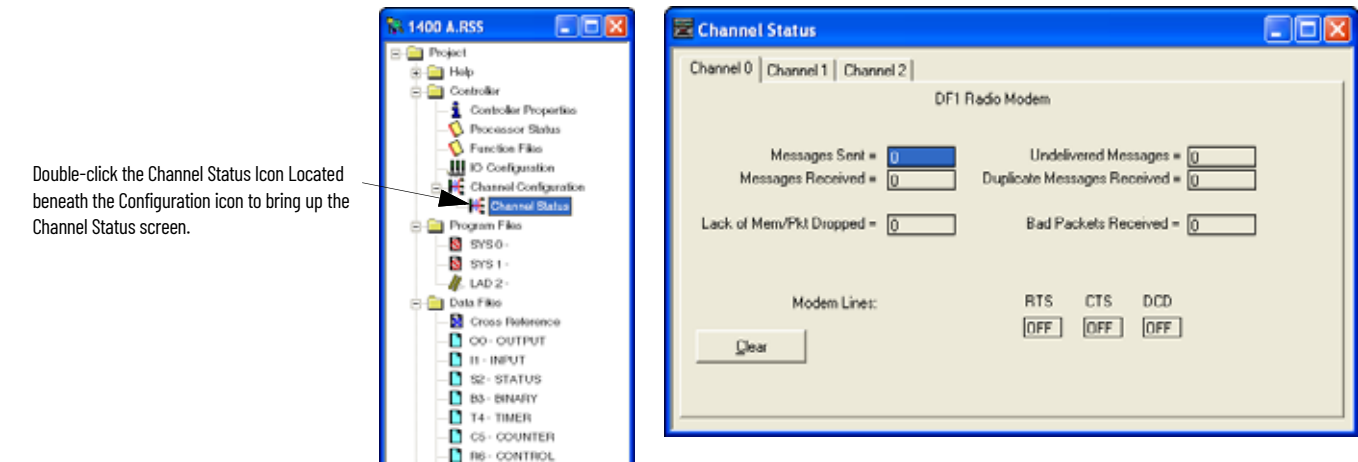 Double-click the Channel Status Icon Located
beneath the Configuration icon to bring up the
Channel Status screen.
1400 A.RSS
Project
Help
Controller
Controller Properties
Processor Status
Function Files
IO Configuration
Channel Configuration
Channel Status
Program Files
SYS 0 -
SYS 1 -
LAD 2 -
Data Files
Cross Reference
O0 - OUTPUT
I1 - INPUT
S2 - STATUS
B3 - BINARY
T4 - TIMER
C5 - COUNTER
R6 - CONTROL
Channel Status
Channel 0 Channel 1 Channel 2
DF1 Radio Modem
Messages Sent = 0 Undelivered Messages = 0
Messages Received = 0 Duplicate Messages Received = 0
Lack of Mem/Pkt Dropped = 0 Bad Packets Received = 0
Modem Lines: RTS CTS DCD
OFF OFF OFF
Clear